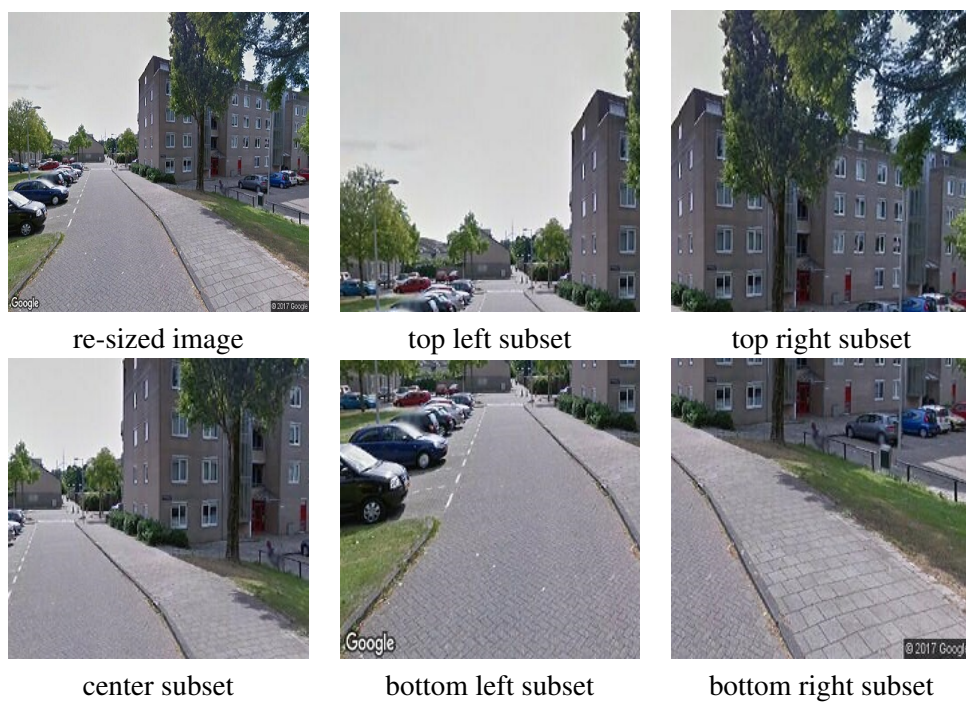 Google
© 2017 Google
re-sized image
top left subset
top right subset
center subset
Google
© 2017 Googl
bottom left subset
bottom right subset